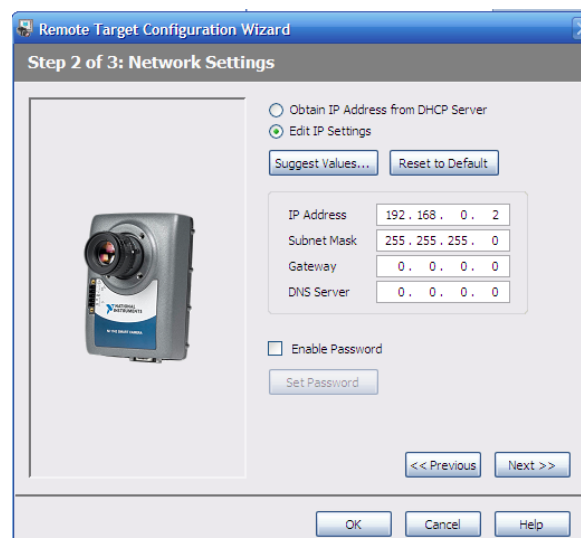 Remote Target Configuration Wizard
Step 2 of 3: Network Settings
Obtain IP Address from DHCP Server
Edit IP Settings
Suggest Values... Reset to Default
IP Address 192 . 168 . 0 . 2
Subnet Mask 255 . 255 . 255 . 0
Gateway 0 . 0 . 0 . 0
DNS Server 0 . 0 . 0 . 0
NATIONAL
INSTRUMENTS
Enable Password
Set Password
<< Previous Next >>
OK Cancel Help